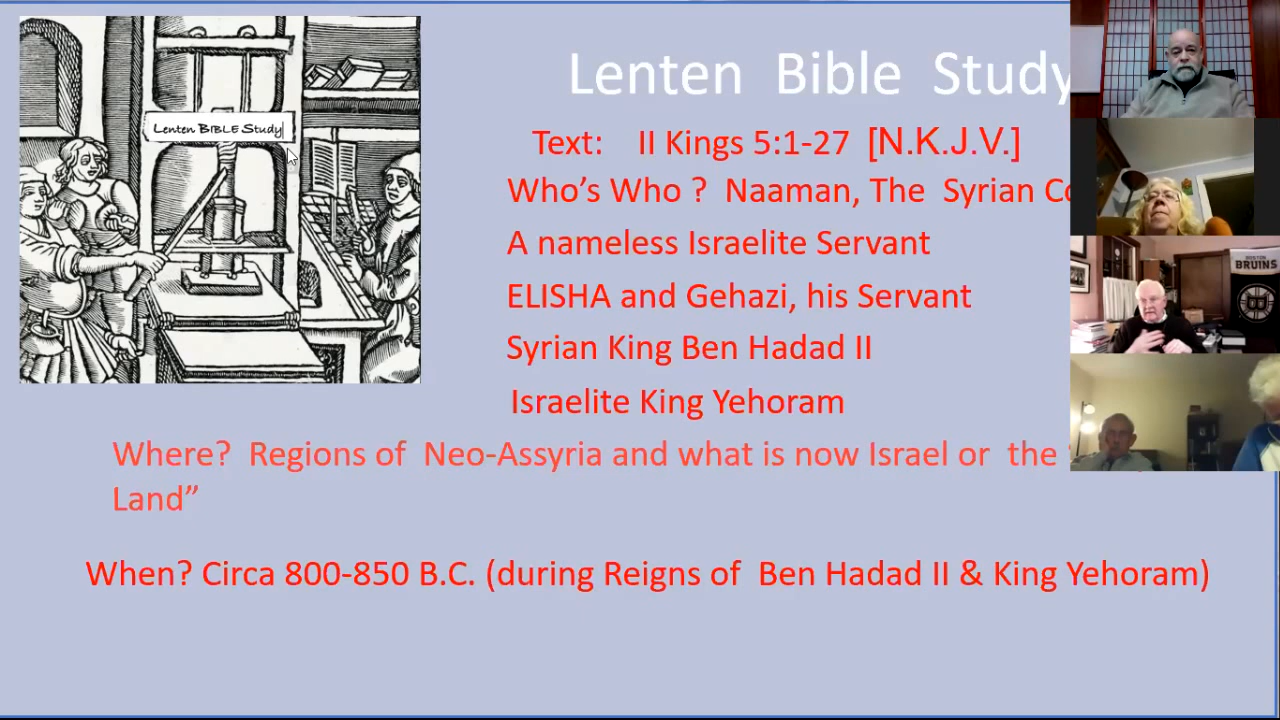 Lenten BIBLE Study
Lenten Bible Study
Text: II Kings 5:1-27 [N.K.J.V.]
Who’s Who ? Naaman, The Syrian
A nameless Israelite Servant
ELISHA and Gehazi, his Servant
Syrian King Ben Hadad II
Israelite King Yehoram
Where? Regions of Neo-Assyria and what is now Israel or the
Land”
When? Circa 800-850 B.C. (during Reigns of Ben Hadad II & King Yehoram)
BOSTON
BRUINS